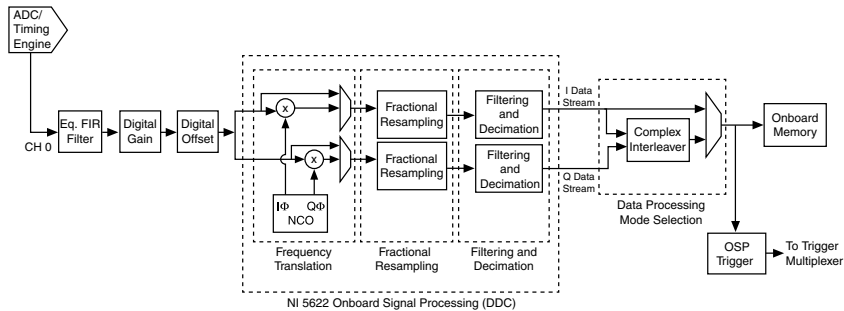 ADC/
Timing
Engine
CH 0
Eq. FIR
Filter
Digital
Gain
Digital
Offset
x
x
IΦ QΦ
NCO
Frequency
Translation
Fractional
Resampling
Fractional
Resampling
Fractional
Resampling
Filtering
and
Decimation
Filtering
and
Decimation
Filtering and
Decimation
NI 5622 Onboard Signal Processing (DDC)
I Data
Stream
Q Data
Stream
Complex
Interleaver
Data Processing
Mode Selection
Onboard
Memory
OSP
Trigger
To Trigger
Multiplexer